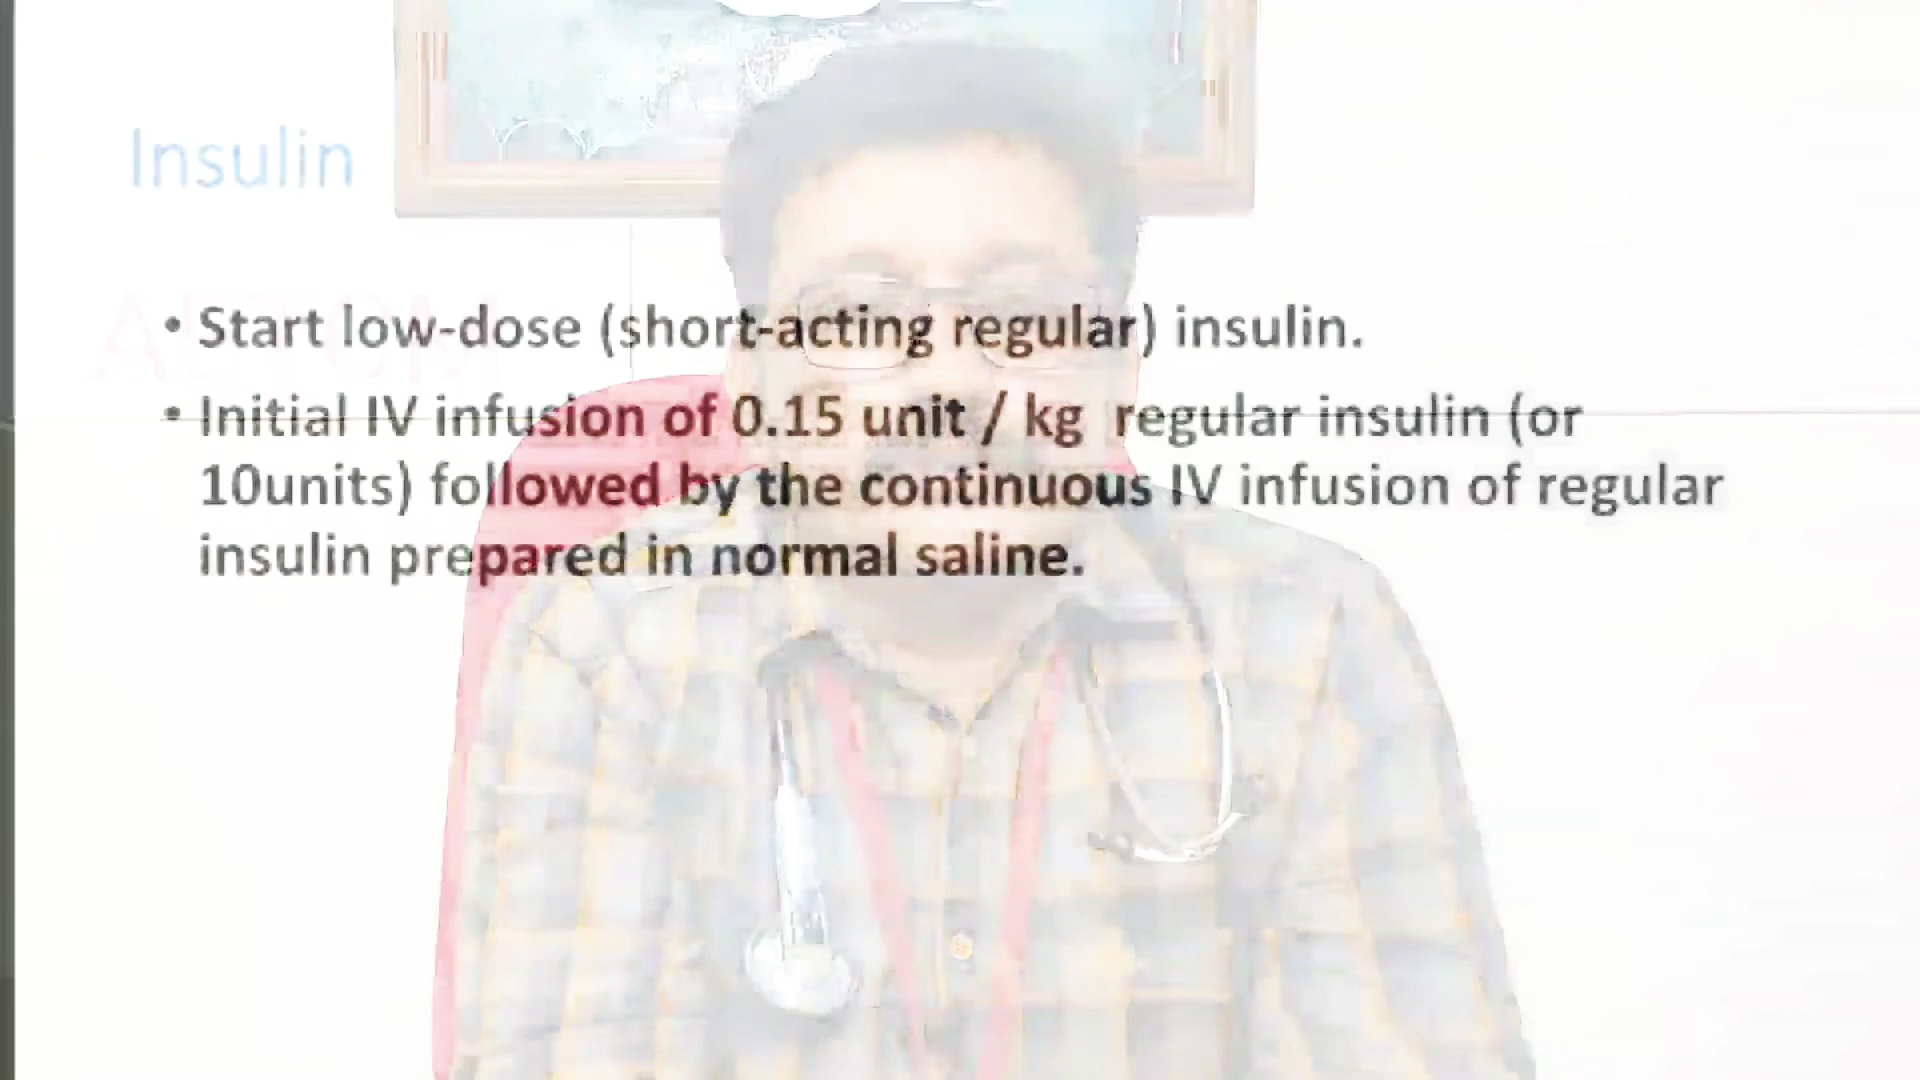 Insulin
• Start low-dose (short-acting regular) insulin.
• Initial IV infusion of 0.15 unit / kg regular insulin (or
10units) followed by the continuous IV infusion of regular
insulin prepared in normal saline.